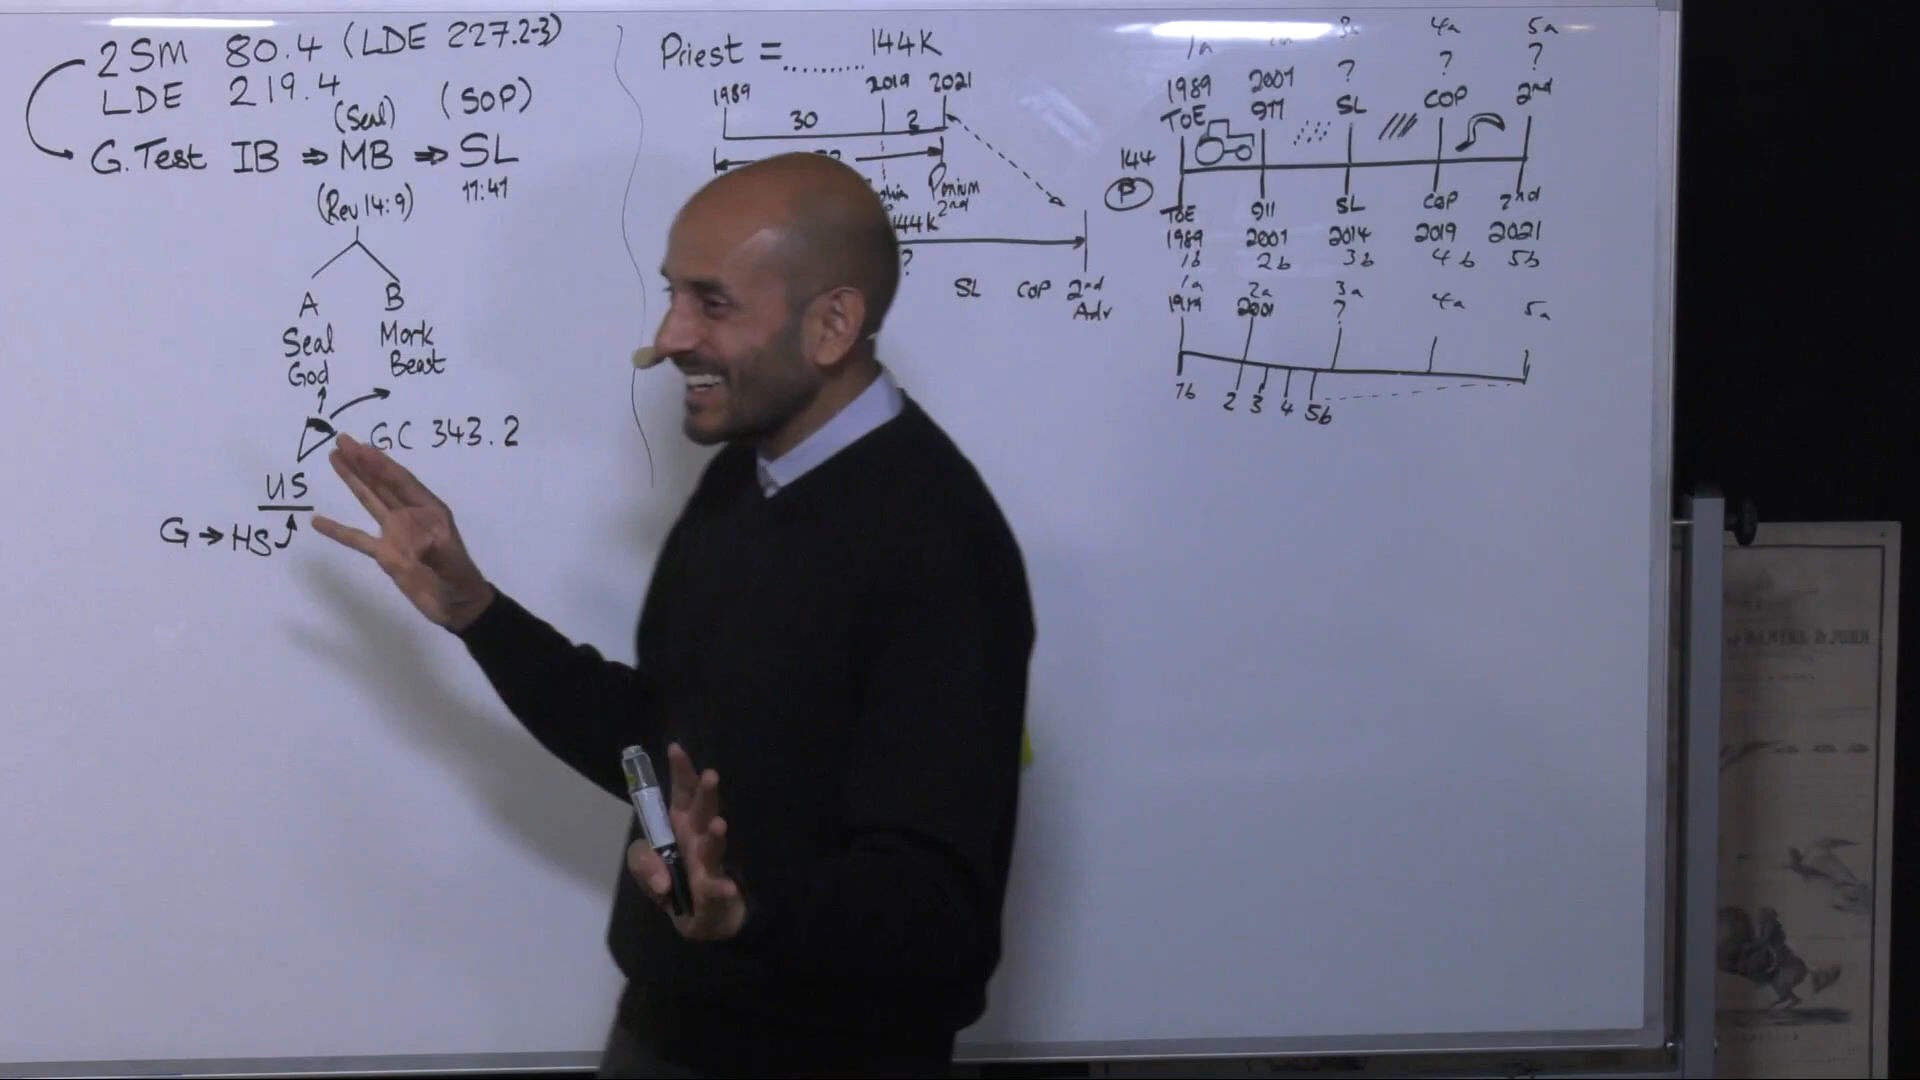 2SM 80.4 (LDE 227.2-3)
LDE 219.4
(Seal) (SOP)
G.Test IB ⇒ MB ⇒ SL
(Rev 14:9) 11:41
A B
Seal God
Mark Beast
GC 343.2
US
G → HS
Priest = ......... 144K
1989 2019 2021
30 2
Panium
2nd
144K
?
SL COP 2nd
Adv
1a 4a 5a
1989 2001 ? ? ?
ToE 911 SL COP 2nd
144
P
ToE 911 SL COP 2nd
1989 2001 2014 2019 2021
1b 2b 3b 4b 5b
1a 2a 3a 4a 5a
2001 ?
1b 2 3 4 5b